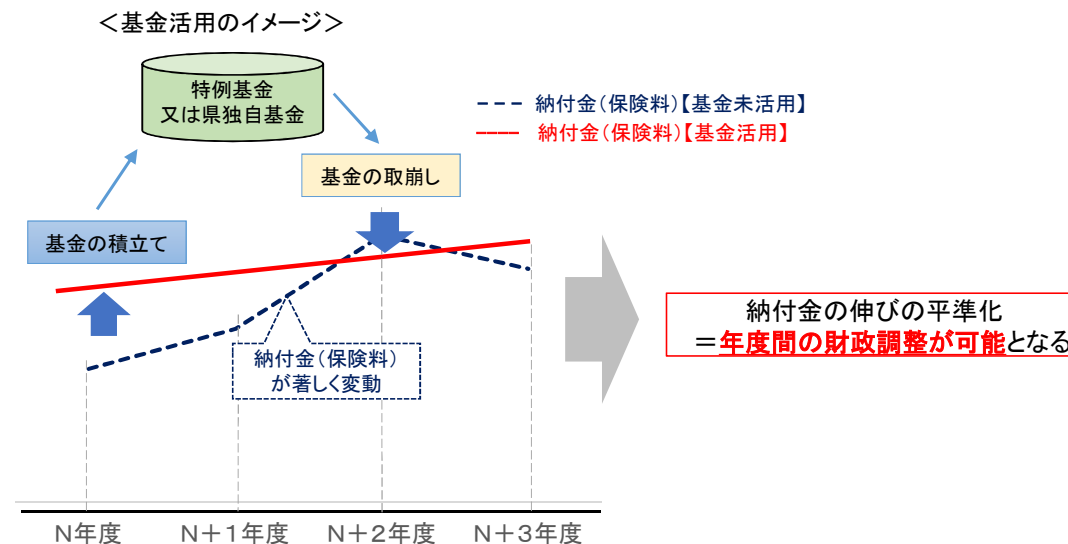 ＜基金活用のイメージ＞
特例基金
又は県独自基金
納付金（保険料）【基金未活用】
納付金（保険料）【基金活用】
基金の取崩し
基金の積立て
納付金（保険料）
が著しく変動
納付金の伸びの平準化
＝年度間の財政調整が可能となる
N年度
N＋1年度
N＋2年度
N＋3年度